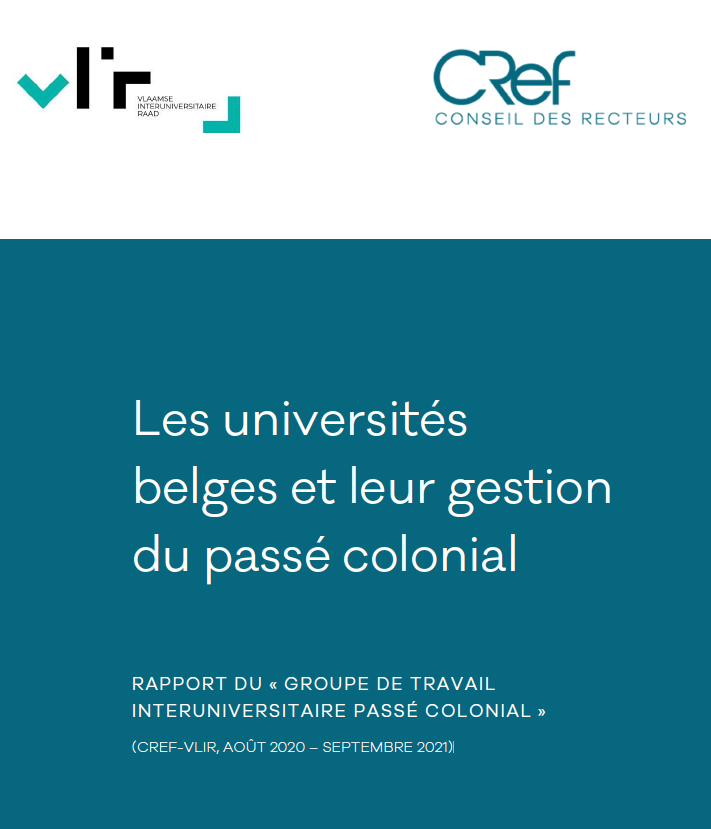 vlir
VLAAMSE
INTERUNIVERSITAIRE
RAAD
CRef
CONSEIL DES RECTEURS
Les universités
belges et leur gestion
du passé colonial
RAPPORT DU « GROUPE DE TRAVAIL
INTERUNIVERSITAIRE PASSÉ COLONIAL »
(CREF-VLIR, AOÛT 2020 – SEPTEMBRE 2021)